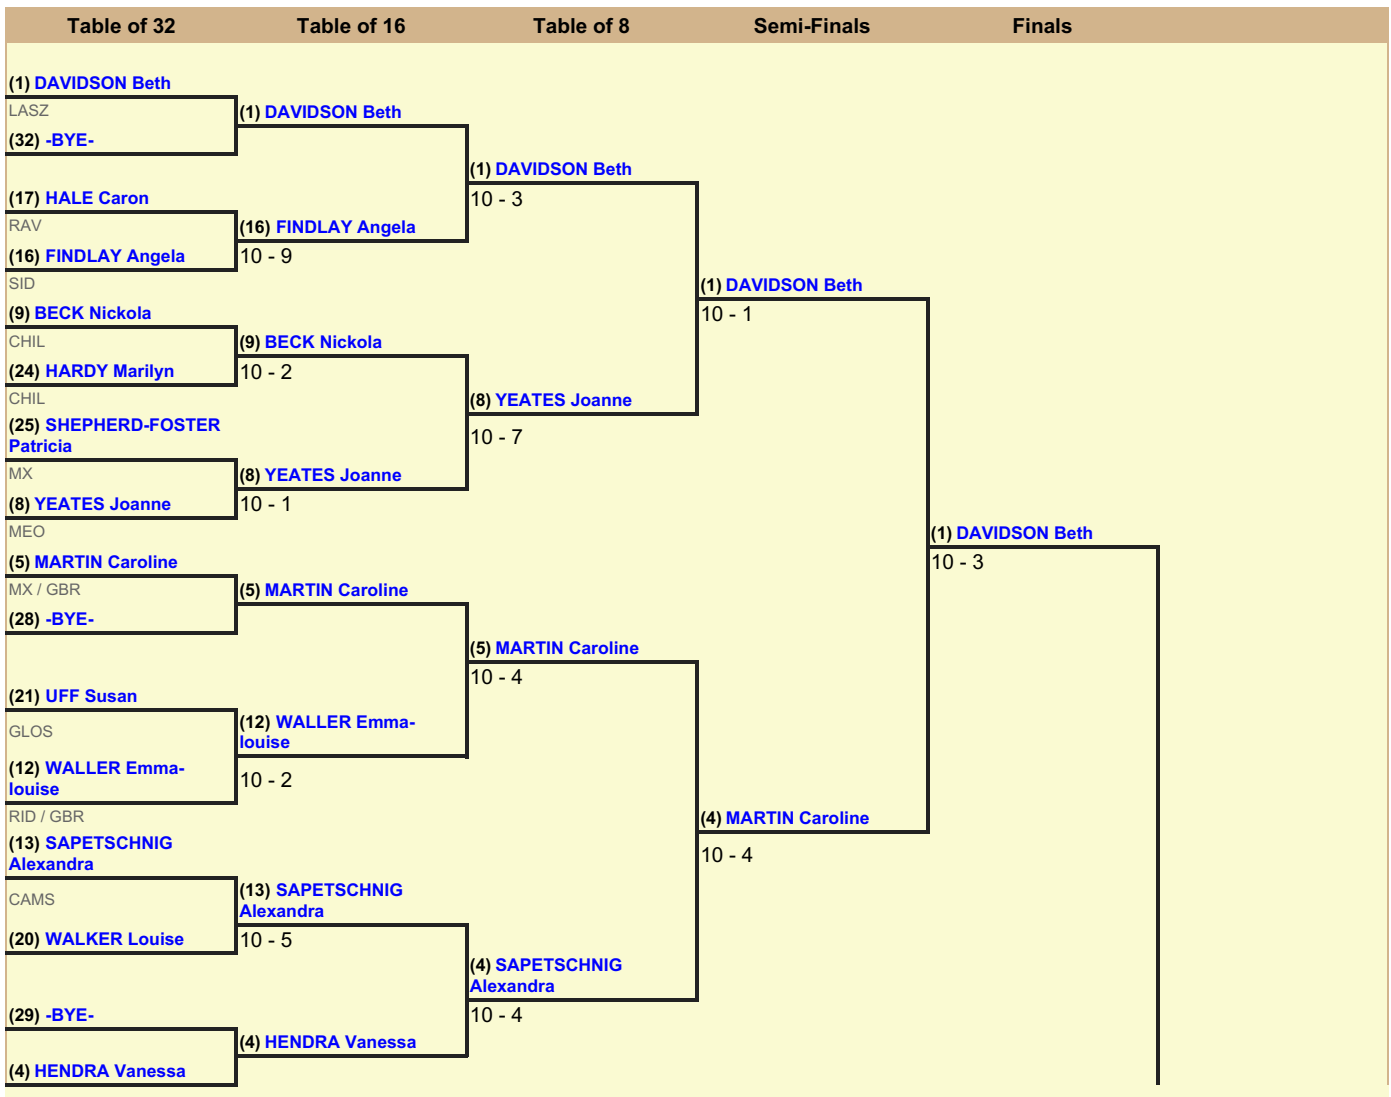 Table of 32 Table of 16 Table of 8 Semi-Finals Finals
(1) DAVIDSON Beth
LASZ
(1) DAVIDSON Beth
(32) -BYE-
(1) DAVIDSON Beth
(17) HALE Caron
10 - 3
RAV
(16) FINDLAY Angela
(16) FINDLAY Angela
10 - 9
SID
(1) DAVIDSON Beth
(9) BECK Nickola
10 - 1
CHIL
(9) BECK Nickola
(24) HARDY Marilyn
10 - 2
CHIL
(8) YEATES Joanne
(25) SHEPHERD-FOSTER
Patricia
10 - 7
MX
(8) YEATES Joanne
(8) YEATES Joanne
10 - 1
MEO
(1) DAVIDSON Beth
(5) MARTIN Caroline
10 - 3
MX / GBR
(5) MARTIN Caroline
(28) -BYE-
(5) MARTIN Caroline
10 - 4
(21) UFF Susan
GLOS
(12) WALLER Emma-
louise
(12) WALLER Emma-
louise
10 - 2
RID / GBR
(4) MARTIN Caroline
(13) SAPETSCHNIG
Alexandra
10 - 4
CAMS
(13) SAPETSCHNIG
Alexandra
(20) WALKER Louise
10 - 5
(4) SAPETSCHNIG
Alexandra
(29) -BYE-
10 - 4
(4) HENDRA Vanessa
(4) HENDRA Vanessa